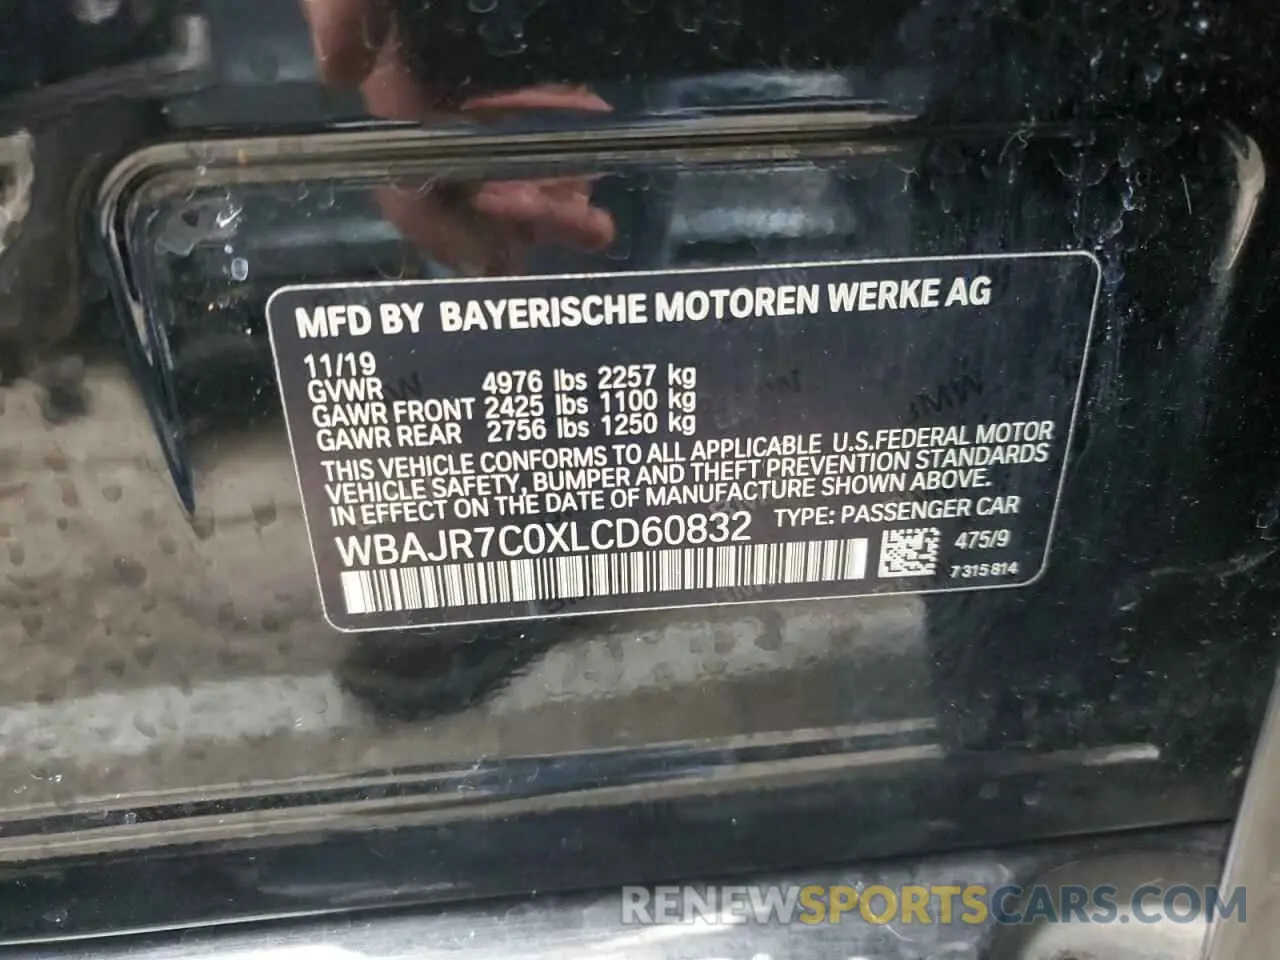 MFD BY BAYERISCHE MOTOREN WERKE AG
11/19
GVWR 4976 lbs 2257 kg
GAWR FRONT 2425 lbs 1100 kg
GAWR REAR 2756 lbs 1250 kg
THIS VEHICLE CONFORMS TO ALL APPLICABLE U.S.FEDERAL MOTOR
VEHICLE SAFETY, BUMPER AND THEFT PREVENTION STANDARDS
IN EFFECT ON THE DATE OF MANUFACTURE SHOWN ABOVE.
WBAJR7C0XLCD60832 TYPE: PASSENGER CAR
475/9
7315814
RENEWSPORTSCARS.COM